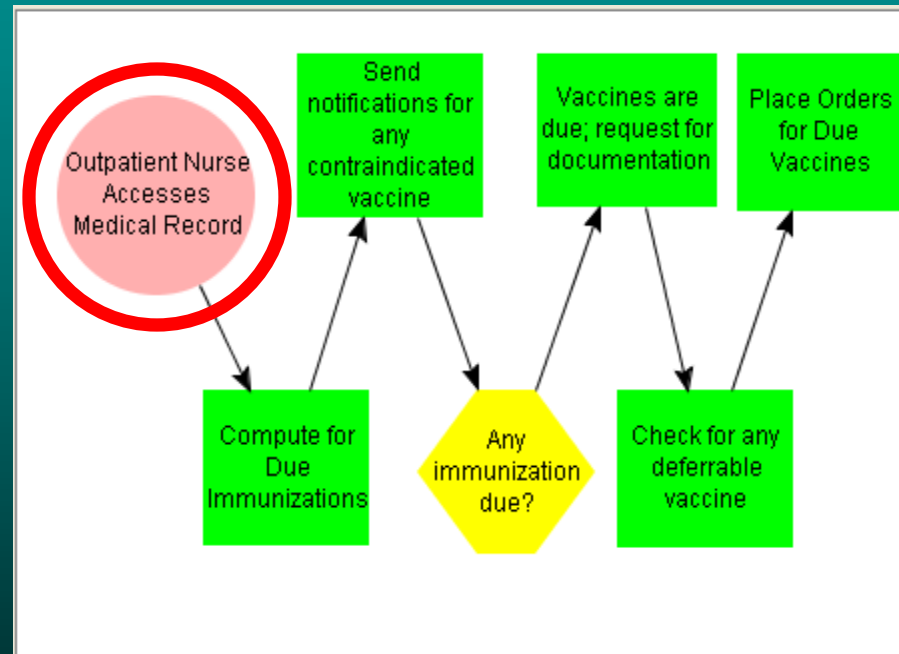 Outpatient Nurse
Accesses
Medical Record
Compute for
Due
Immunizations
Send
notifications for
any
contraindicated
vaccine
Any
immunization
due?
Vaccines are
due; request for
documentation
Check for any
deferrable
vaccine
Place Orders
for Due
Vaccines